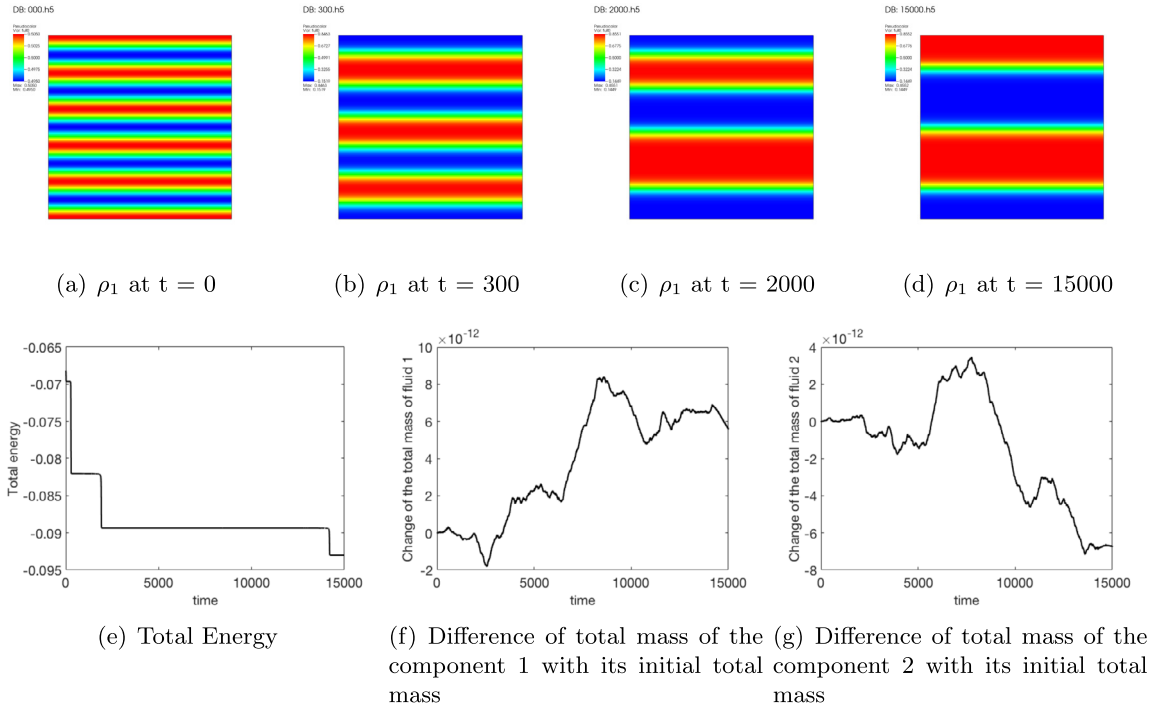 DB: 000.h5
DB: 300.h5
DB: 2000.h5
DB: 15000.h5
Pseudocolor
Pseudocolor
Pseudocolor
Pseudocolor
(a) ρ₁ at t = 0
(b) ρ₁ at t = 300
(c) ρ₁ at t = 2000
(d) ρ₁ at t = 15000
-0.065
-0.07
-0.075
-0.08
-0.085
-0.09
-0.095
Total energy
0
5000
10000
15000
time
×10⁻¹²
10
8
6
4
2
0
-2
Change of the total mass of fluid 1
0
5000
10000
15000
time
×10⁻¹²
4
2
0
-2
-4
-6
-8
Change of the total mass of fluid 2
0
5000
10000
15000
time
(e) Total Energy
(f) Difference of total mass of the
component 1 with its initial total
mass
(g) Difference of total mass of the
component 2 with its initial total
mass